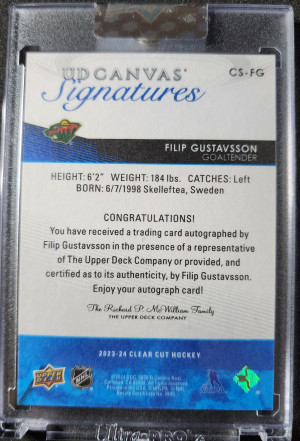 UD CANVAS
Signatures
CS-FG
FILIP GUSTAVSSON
GOALTENDER
HEIGHT: 6'2" WEIGHT: 184 lbs. CATCHES: Left
BORN: 6/7/1998 Skelleftea, Sweden
CONGRATULATIONS!
You have received a trading card autographed by
Filip Gustavsson in the presence of a representative
of The Upper Deck Company or provided, and
certified as to its authenticity, by Filip Gustavsson.
Enjoy your autograph card!
The Richard P. McWilliam Family
THE UPPER DECK COMPANY
2023-24 CLEAR CUT HOCKEY
UPPER DECK
NHL